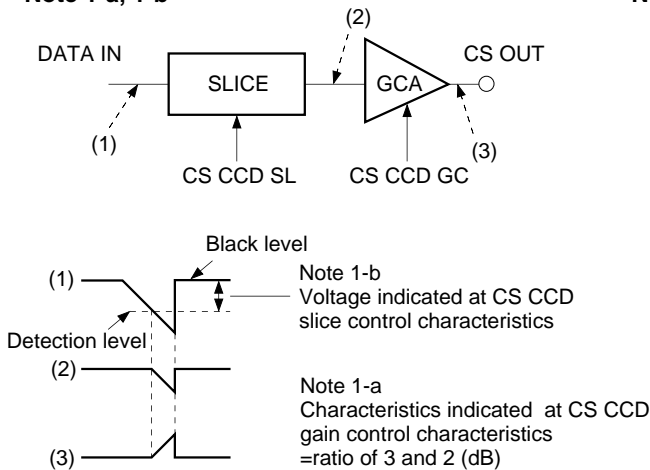 Note 1-a, 1-b
N
(2)
DATA IN
CS OUT
SLICE
GCA
(1)
(3)
CS CCD SL
CS CCD GC
Black level
(1)
Note 1-b
Voltage indicated at CS CCD
slice control characteristics
Detection level
(2)
Note 1-a
Characteristics indicated at CS CCD
gain control characteristics
(3)
=ratio of 3 and 2 (dB)